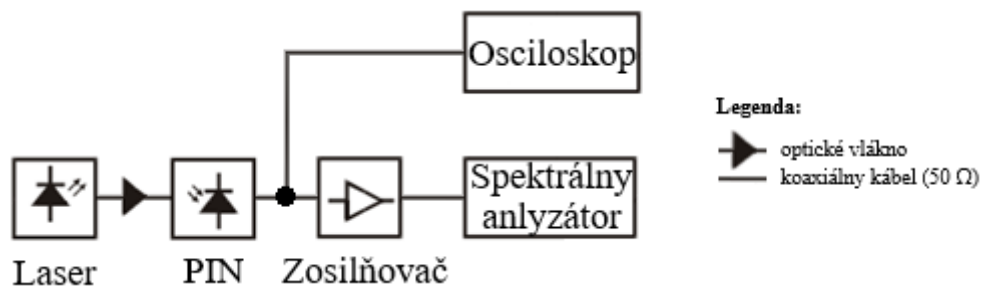 Osciloskop
Legenda:
optické vlákno
koaxiálny kábel (50 Ω)
Spektrálny
anlyzátor
Laser
PIN
Zosilňovač